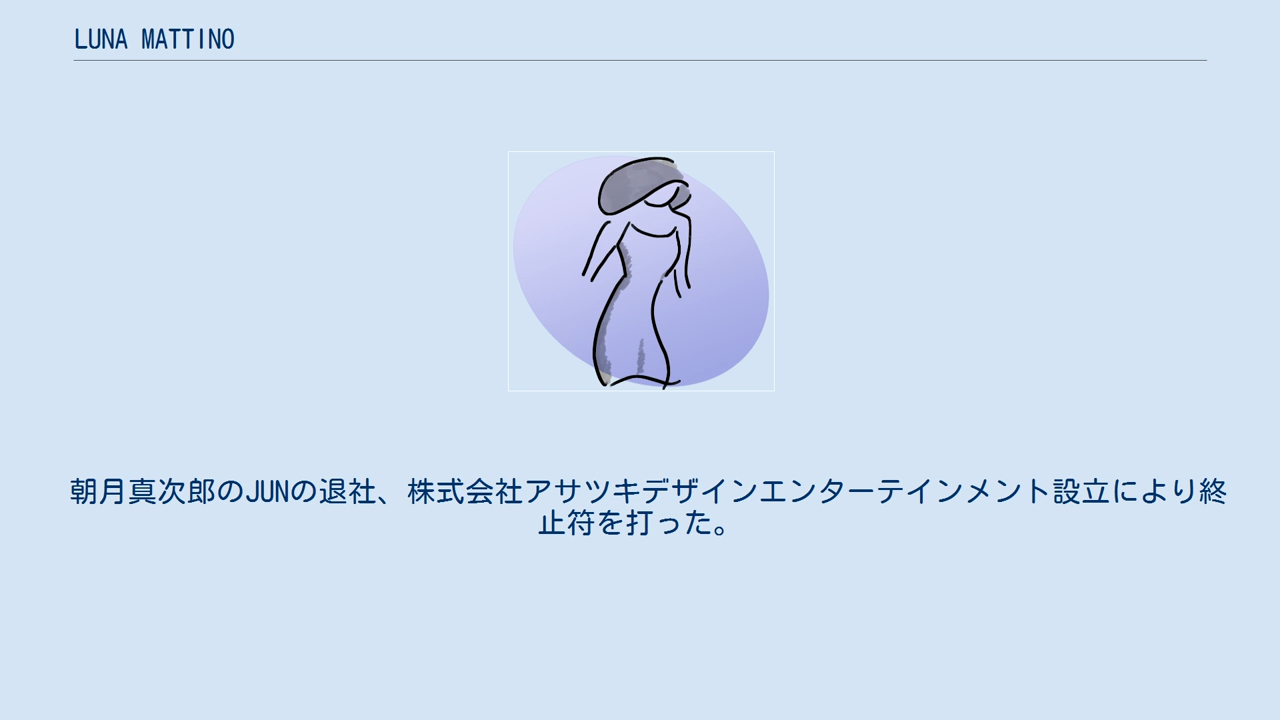 LUNA MATTINO
朝月真次郎のJUNの退社、株式会社アサツキデザインエンターテインメント設立により終
止符を打った。